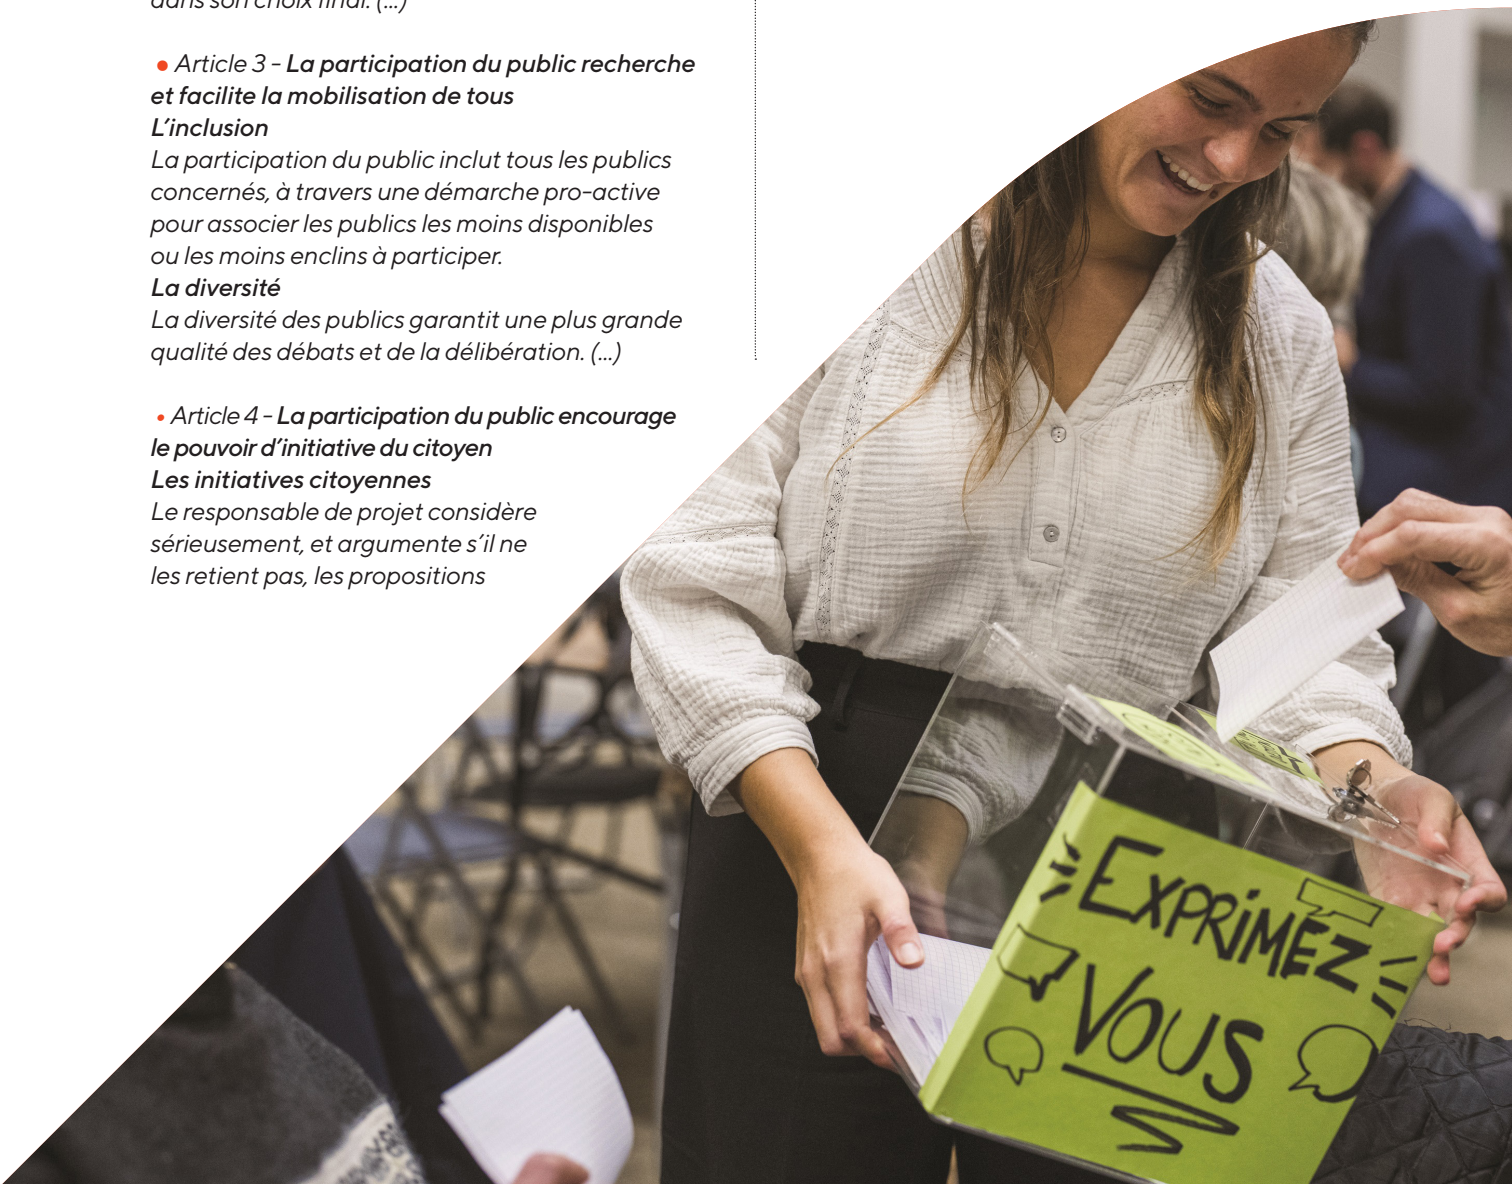 dans son choix final. (...)
• Article 3 - La participation du public recherche
et facilite la mobilisation de tous
L’inclusion
La participation du public inclut tous les publics
concernés, à travers une démarche pro-active
pour associer les publics les moins disponibles
ou les moins enclins à participer.
La diversité
La diversité des publics garantit une plus grande
qualité des débats et de la délibération. (...)
• Article 4 - La participation du public encourage
le pouvoir d’initiative du citoyen
Les initiatives citoyennes
Le responsable de projet considère
sérieusement, et argumente s’il ne
les retient pas, les propositions
EXPRiMEZ
VOUS